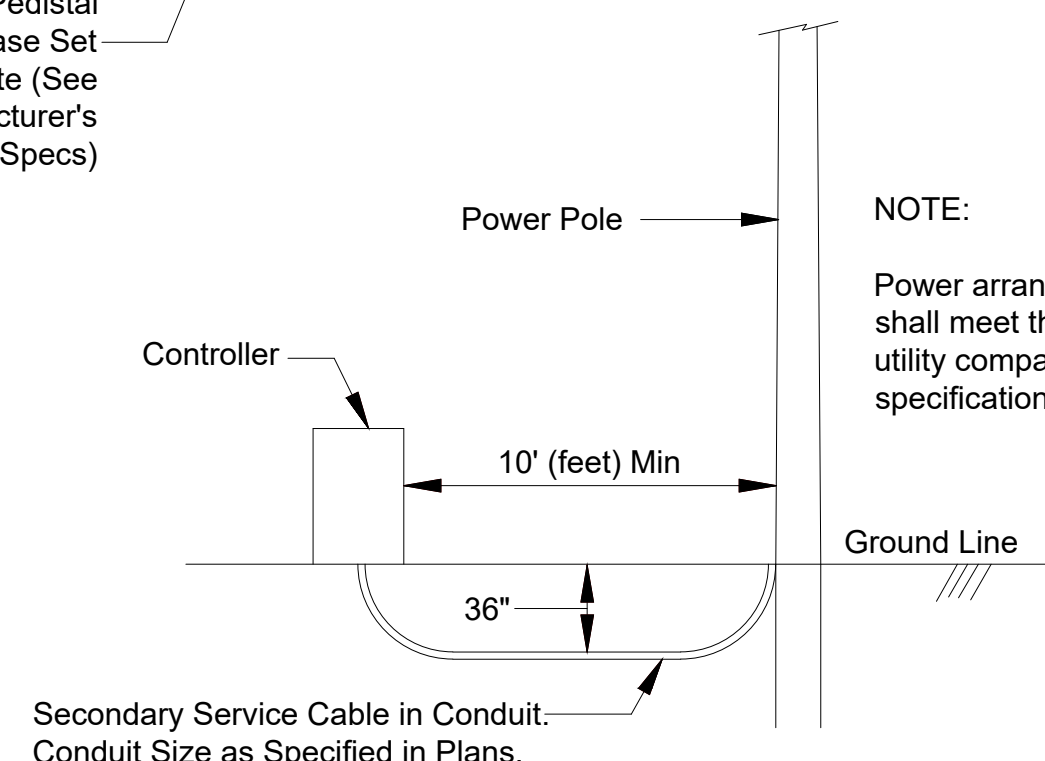 Pedistal
ase Set
te (See
cturer's
Specs)
Power Pole
NOTE:
Power arran
shall meet th
utility compa
specification
Controller
10' (feet) Min
Ground Line
36"
Secondary Service Cable in Conduit.
Conduit Size as Specified in Plans.